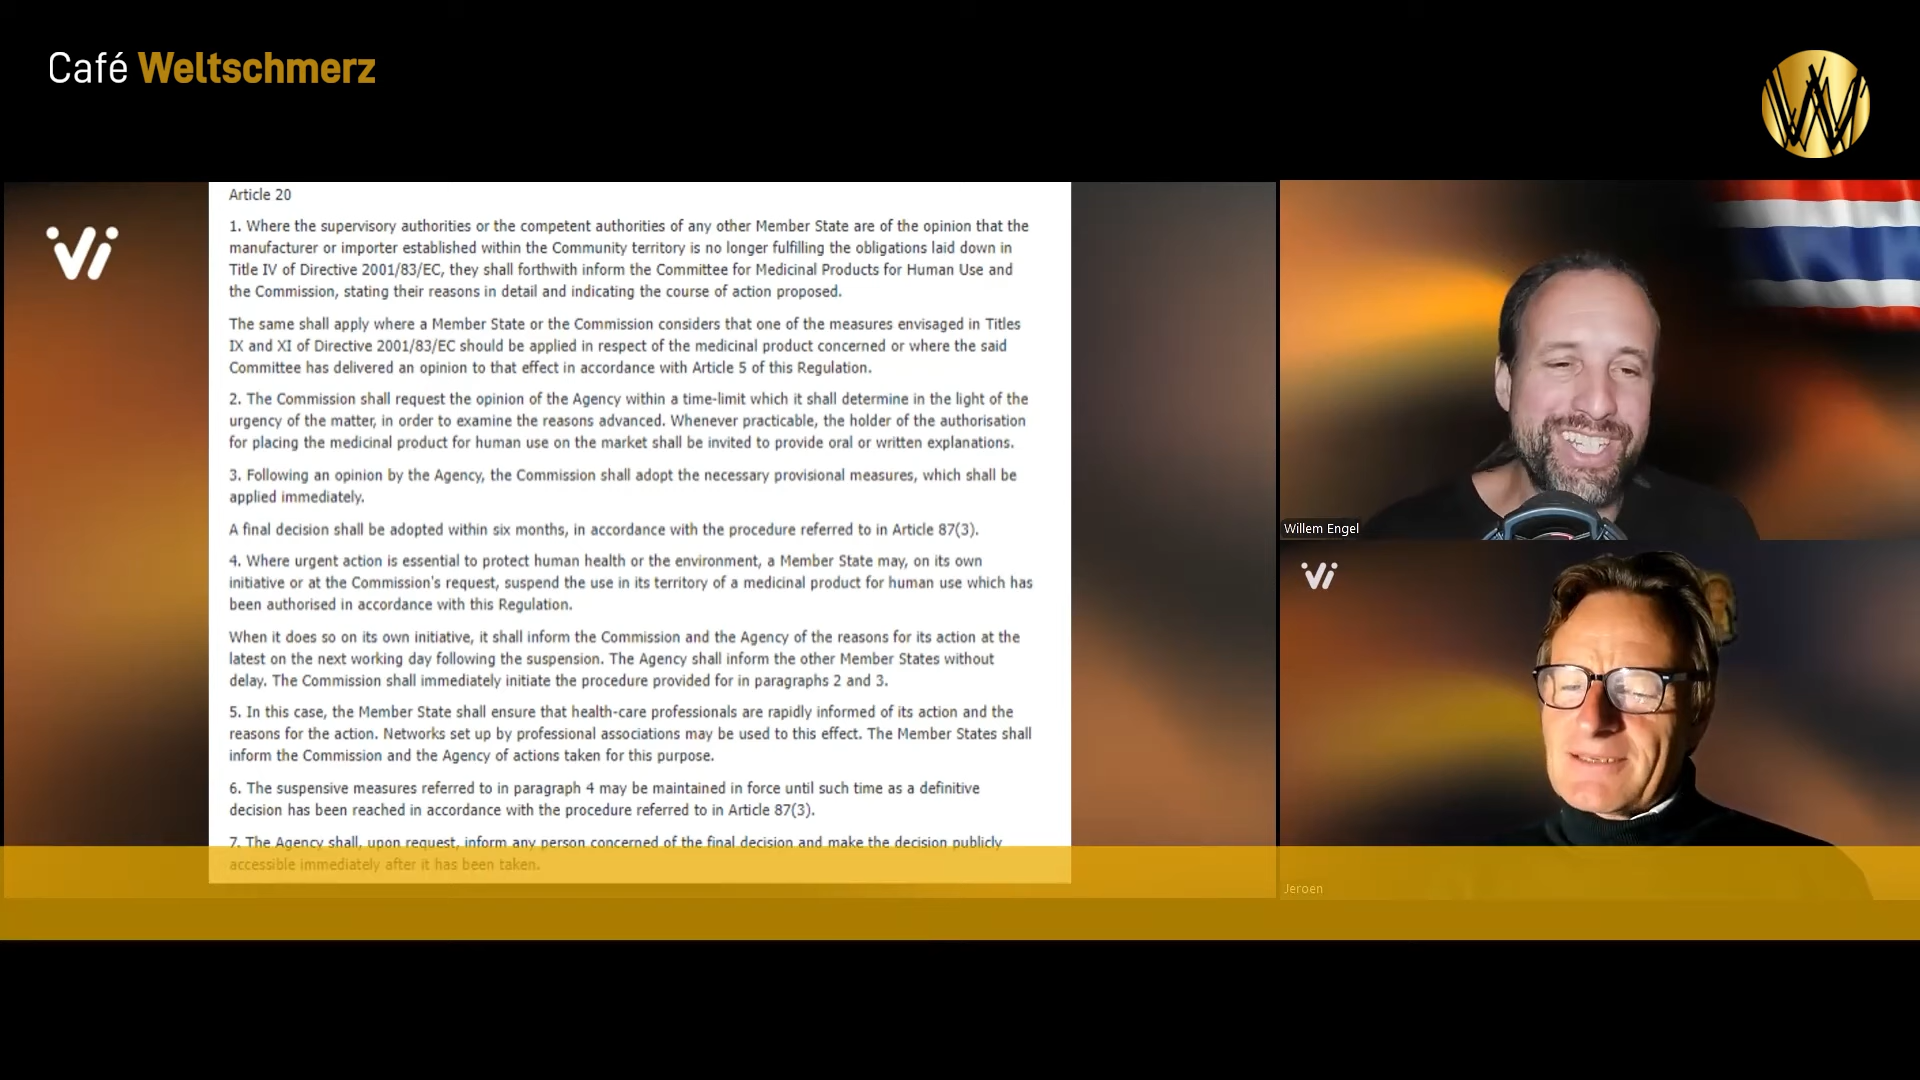 Café Weltschmerz
Article 20
1. Where the supervisory authorities or the competent authorities of any other Member State are of the opinion that the
manufacturer or importer established within the Community territory is no longer fulfilling the obligations laid down in
Title IV of Directive 2001/83/EC, they shall forthwith inform the Committee for Medicinal Products for Human Use and
the Commission, stating their reasons in detail and indicating the course of action proposed.
The same shall apply where a Member State or the Commission considers that one of the measures envisaged in Titles
IX and XI of Directive 2001/83/EC should be applied in respect of the medicinal product concerned or where the said
Committee has delivered an opinion to that effect in accordance with Article 5 of this Regulation.
2. The Commission shall request the opinion of the Agency within a time-limit which it shall determine in the light of the
urgency of the matter, in order to examine the reasons advanced. Whenever practicable, the holder of the authorisation
for placing the medicinal product for human use on the market shall be invited to provide oral or written explanations.
3. Following an opinion by the Agency, the Commission shall adopt the necessary provisional measures, which shall be
applied immediately.
A final decision shall be adopted within six months, in accordance with the procedure referred to in Article 87(3).
4. Where urgent action is essential to protect human health or the environment, a Member State may, on its own
initiative or at the Commission's request, suspend the use in its territory of a medicinal product for human use which has
been authorised in accordance with this Regulation.
When it does so on its own initiative, it shall inform the Commission and the Agency of the reasons for its action at the
latest on the next working day following the suspension. The Agency shall inform the other Member States without
delay. The Commission shall immediately initiate the procedure provided for in paragraphs 2 and 3.
5. In this case, the Member State shall ensure that health-care professionals are rapidly informed of its action and the
reasons for the action. Networks set up by professional associations may be used to this effect. The Member States shall
inform the Commission and the Agency of actions taken for this purpose.
6. The suspensive measures referred to in paragraph 4 may be maintained in force until such time as a definitive
decision has been reached in accordance with the procedure referred to in Article 87(3).
7. The Agency shall, upon request, inform any person concerned of the final decision and make the decision publicly
accessible immediately after it has been taken.
Willem Engel
Jeroen